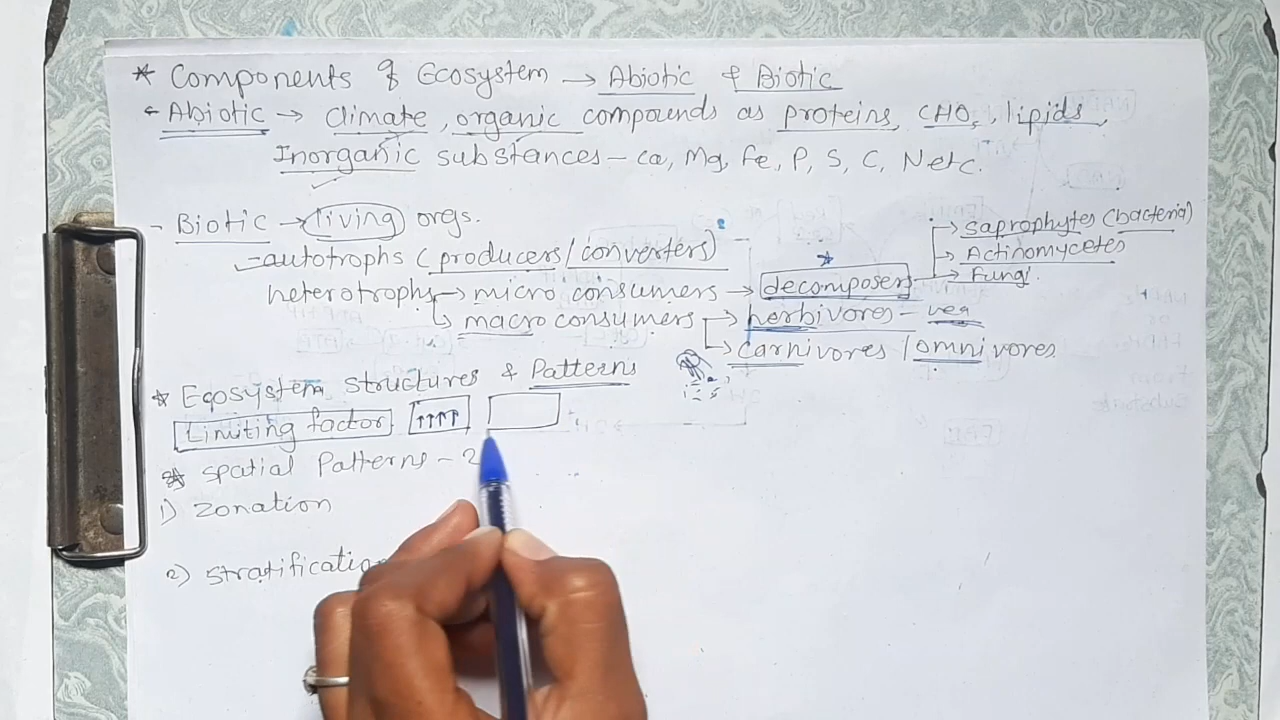 * Components of Ecosystem → Abiotic & Biotic
- Abiotic → climate, organic compounds as proteins, CHO, lipids,
Inorganic substances - Ca, Mg, Fe, P, S, C, N etc.
- Biotic → living orgs.
- autotrophs (producers/converters)
heterotrophs → micro consumers → decomposers → saprophytes (bacteria)
→ Actinomycetes
→ Fungi.
→ macro consumers → herbivores - veg
→ carnivores / omnivores
* Ecosystem structures & Patterns
Limiting factor ↑↑↑↑
* Spatial Patterns - 2
1) Zonation
2) Stratification